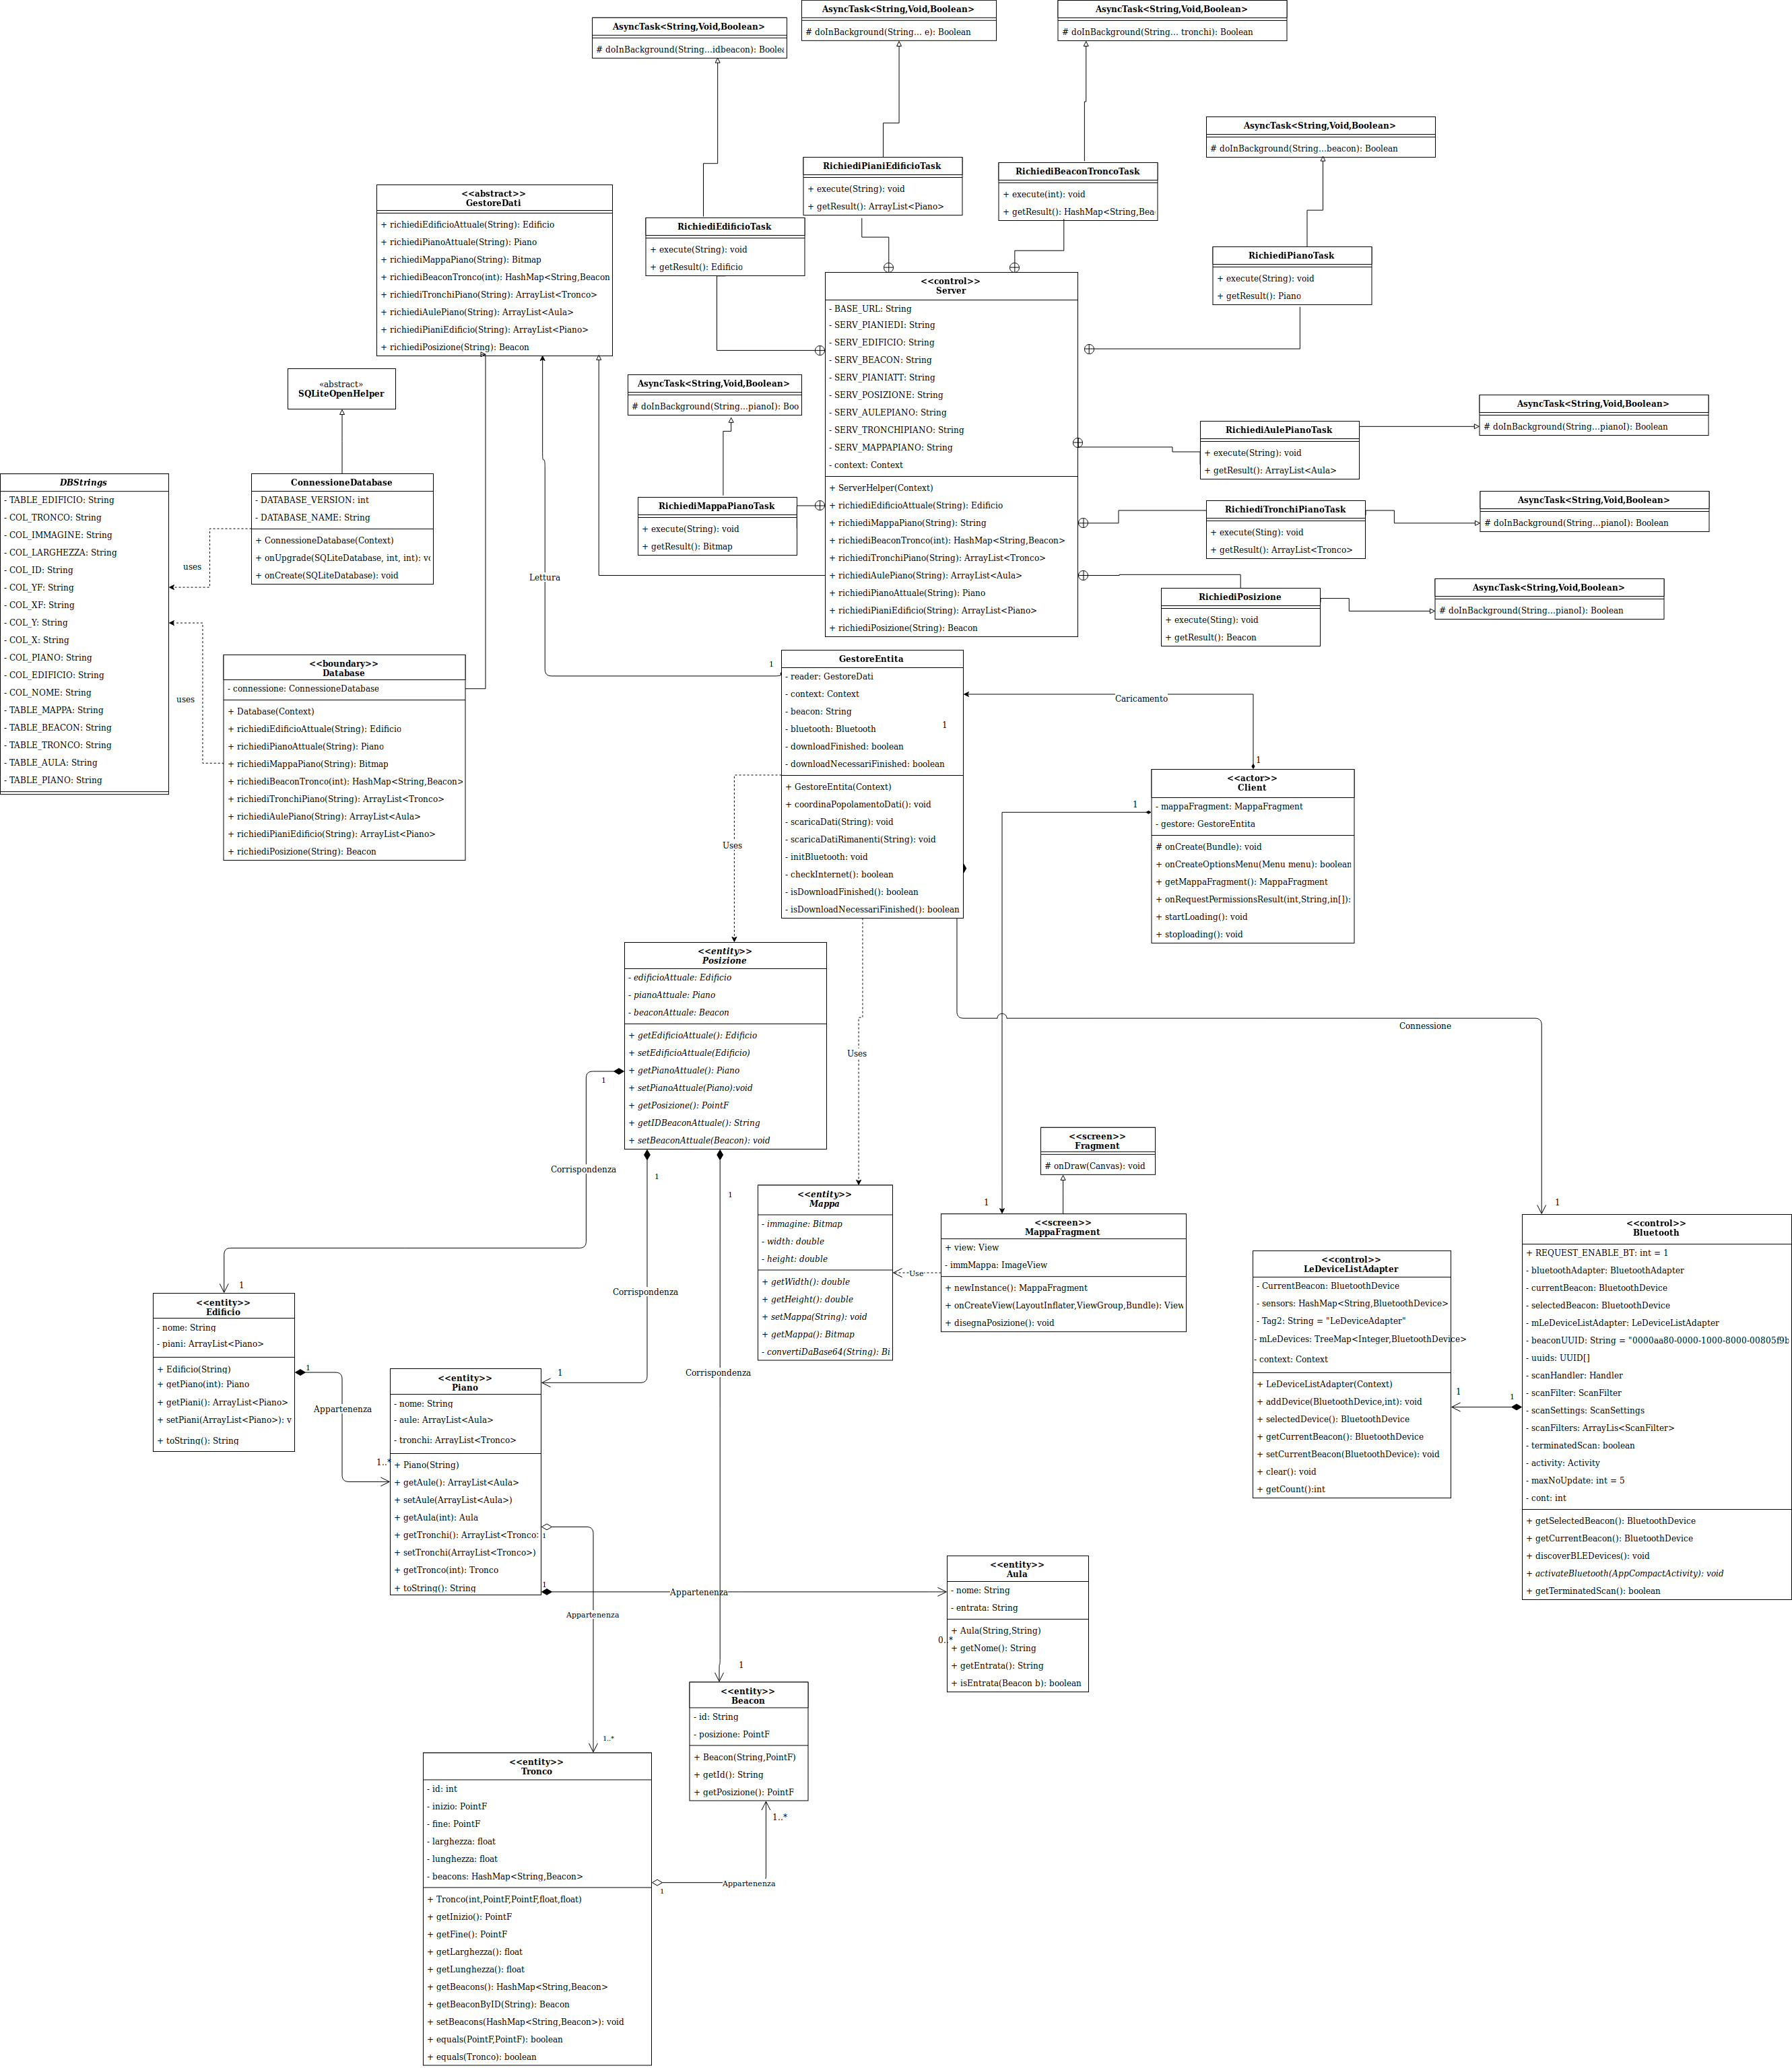 AsyncTask<String,Void,Boolean>
# doInBackground(String...idbeacon): Boolea
AsyncTask<String,Void,Boolean>
# doInBackground(String... e): Boolean
AsyncTask<String,Void,Boolean>
# doInBackground(String... tronchi): Boolean
AsyncTask<String,Void,Boolean>
# doInBackground(String...beacon): Boolean
RichiediPianiEdificioTask
+ execute(String): void
+ getResult(): ArrayList<Piano>
RichiediBeaconTroncoTask
+ execute(int): void
+ getResult(): HashMap<String,Bea
RichiediEdificioTask
+ execute(String): void
+ getResult(): Edificio
RichiediPianoTask
+ execute(String): void
+ getResult(): Piano
<<abstract>>
GestoreDati
+ richiediEdificioAttuale(String): Edificio
+ richiediPianoAttuale(String): Piano
+ richiediMappaPiano(String): Bitmap
+ richiediBeaconTronco(int): HashMap<String,Beacon
+ richiediTronchiPiano(String): ArrayList<Tronco>
+ richiediAulePiano(String): ArrayList<Aula>
+ richiediPianiEdificio(String): ArrayList<Piano>
+ richiediPosizione(String): Beacon
<<control>>
Server
- BASE_URL: String
- SERV_PIANIEDI: String
- SERV_EDIFICIO: String
- SERV_BEACON: String
- SERV_PIANIATT: String
- SERV_POSIZIONE: String
- SERV_AULEPIANO: String
- SERV_TRONCHIPIANO: String
- SERV_MAPPAPIANO: String
- context: Context
+ ServerHelper(Context)
+ richiediEdificioAttuale(String): Edificio
+ richiediMappaPiano(String): String
+ richiediBeaconTronco(int): HashMap<String,Beacon>
+ richiediTronchiPiano(String): ArrayList<Tronco>
+ richiediAulePiano(String): ArrayList<Aula>
+ richiediPianoAttuale(String): Piano
+ richiediPianiEdificio(String): ArrayList<Piano>
+ richiediPosizione(String): Beacon
«abstract»
SQLiteOpenHelper
AsyncTask<String,Void,Boolean>
# doInBackground(String...pianoI): Boo
RichiediMappaPianoTask
+ execute(String): void
+ getResult(): Bitmap
RichiediAulePianoTask
+ execute(String): void
+ getResult(): ArrayList<Aula>
AsyncTask<String,Void,Boolean>
# doInBackground(String...pianoI): Boolean
RichiediTronchiPianoTask
+ execute(Sting): void
+ getResult(): ArrayList<Tronco>
AsyncTask<String,Void,Boolean>
# doInBackground(String...pianoI): Boolean
RichiediPosizione
+ execute(Sting): void
+ getResult(): Beacon
AsyncTask<String,Void,Boolean>
# doInBackground(String...pianoI): Boolean
DBStrings
- TABLE_EDIFICIO: String
- COL_TRONCO: String
- COL_IMMAGINE: String
- COL_LARGHEZZA: String
- COL_ID: String
- COL_YF: String
- COL_XF: String
- COL_Y: String
- COL_X: String
- COL_PIANO: String
- COL_EDIFICIO: String
- COL_NOME: String
- TABLE_MAPPA: String
- TABLE_BEACON: String
- TABLE_TRONCO: String
- TABLE_AULA: String
- TABLE_PIANO: String
ConnessioneDatabase
- DATABASE_VERSION: int
- DATABASE_NAME: String
+ ConnessioneDatabase(Context)
+ onUpgrade(SQLiteDatabase, int, int): vo
+ onCreate(SQLiteDatabase): void
uses
uses
Lettura
<<boundary>>
Database
- connessione: ConnessioneDatabase
+ Database(Context)
+ richiediEdificioAttuale(String): Edificio
+ richiediPianoAttuale(String): Piano
+ richiediMappaPiano(String): Bitmap
+ richiediBeaconTronco(int): HashMap<String,Beacon>
+ richiediTronchiPiano(String): ArrayList<Tronco>
+ richiediAulePiano(String): ArrayList<Aula>
+ richiediPianiEdificio(String): ArrayList<Piano>
+ richiediPosizione(String): Beacon
1
GestoreEntita
- reader: GestoreDati
- context: Context
- beacon: String
- bluetooth: Bluetooth
- downloadFinished: boolean
- downloadNecessariFinished: boolean
+ GestoreEntita(Context)
+ coordinaPopolamentoDati(): void
- scaricaDati(String): void
- scaricaDatiRimanenti(String): void
- initBluetooth: void
- checkInternet(): boolean
- isDownloadFinished(): boolean
- isDownloadNecessariFinished(): boolean
1
Caricamento
1
1
<<actor>>
Client
- mappaFragment: MappaFragment
- gestore: GestoreEntita
# onCreate(Bundle): void
+ onCreateOptionsMenu(Menu menu): boolean
+ getMappaFragment(): MappaFragment
+ onRequestPermissionsResult(int,String,in[]):
+ startLoading(): void
+ stoploading(): void
Uses
Uses
Connessione
<<entity>>
Posizione
- edificioAttuale: Edificio
- pianoAttuale: Piano
- beaconAttuale: Beacon
+ getEdificioAttuale(): Edificio
+ setEdificioAttuale(Edificio)
+ getPianoAttuale(): Piano
+ setPianoAttuale(Piano):void
+ getPosizione(): PointF
+ getIDBeaconAttuale(): String
+ setBeaconAttuale(Beacon): void
1
Corrispondenza
1
1
<<screen>>
Fragment
# onDraw(Canvas): void
<<entity>>
Mappa
- immagine: Bitmap
- width: double
- height: double
+ getWidth(): double
+ getHeight(): double
+ setMappa(String): void
+ getMappa(): Bitmap
- convertiDaBase64(String): Bi
Use
1
<<screen>>
MappaFragment
+ view: View
- immMappa: ImageView
+ newInstance(): MappaFragment
+ onCreateView(LayoutInflater,ViewGroup,Bundle): View
+ disegnaPosizione(): void
<<control>>
LeDeviceListAdapter
- CurrentBeacon: BluetoothDevice
- sensors: HashMap<String,BluetoothDevice>
- Tag2: String = "LeDeviceAdapter"
- mLeDevices: TreeMap<Integer,BluetoothDevice>
- context: Context
+ LeDeviceListAdapter(Context)
+ addDevice(BluetoothDevice,int): void
+ selectedDevice(): BluetoothDevice
+ getCurrentBeacon(): BluetoothDevice
+ setCurrentBeacon(BluetoothDevice): void
+ clear(): void
+ getCount():int
1
1
1
<<control>>
Bluetooth
+ REQUEST_ENABLE_BT: int = 1
- bluetoothAdapter: BluetoothAdapter
- currentBeacon: BluetoothDevice
- selectedBeacon: BluetoothDevice
- mLeDeviceListAdapter: LeDeviceListAdapter
- beaconUUID: String = "0000aa80-0000-1000-8000-00805f9b
- uuids: UUID[]
- scanHandler: Handler
- scanFilter: ScanFilter
- scanSettings: ScanSettings
- scanFilters: ArrayLis<ScanFilter>
- terminatedScan: boolean
- activity: Activity
- maxNoUpdate: int = 5
- cont: int
+ getSelectedBeacon(): BluetoothDevice
+ getCurrentBeacon(): BluetoothDevice
+ discoverBLEDevices(): void
+ activateBluetooth(AppCompactActivity): void
+ getTerminatedScan(): boolean
1
<<entity>>
Edificio
- nome: String
- piani: ArrayList<Piano>
+ Edificio(String)
+ getPiano(int): Piano
+ getPiani(): ArrayList<Piano>
+ setPiani(ArrayList<Piano>): v
+ toString(): String
1
Appartenenza
1..*
Corrispondenza
1
Corrispondenza
<<entity>>
Piano
- nome: String
- aule: ArrayList<Aula>
- tronchi: ArrayList<Tronco>
+ Piano(String)
+ getAule(): ArrayList<Aula>
+ setAule(ArrayList<Aula>)
+ getAula(int): Aula
+ getTronchi(): ArrayList<Tronco>
+ setTronchi(ArrayList<Tronco>)
+ getTronco(int): Tronco
+ toString(): String
1
1
Appartenenza
Appartenenza
<<entity>>
Aula
- nome: String
- entrata: String
+ Aula(String,String)
+ getNome(): String
+ getEntrata(): String
+ isEntrata(Beacon b): boolean
0..*
1
<<entity>>
Beacon
- id: String
- posizione: PointF
+ Beacon(String,PointF)
+ getId(): String
+ getPosizione(): PointF
1..*
1..*
<<entity>>
Tronco
- id: int
- inizio: PointF
- fine: PointF
- larghezza: float
- lunghezza: float
- beacons: HashMap<String,Beacon>
+ Tronco(int,PointF,PointF,float,float)
+ getInizio(): PointF
+ getFine(): PointF
+ getLarghezza(): float
+ getLunghezza(): float
+ getBeacons(): HashMap<String,Beacon>
+ getBeaconByID(String): Beacon
+ setBeacons(HashMap<String,Beacon>): void
+ equals(PointF,PointF): boolean
+ equals(Tronco): boolean
1
Appartenenza